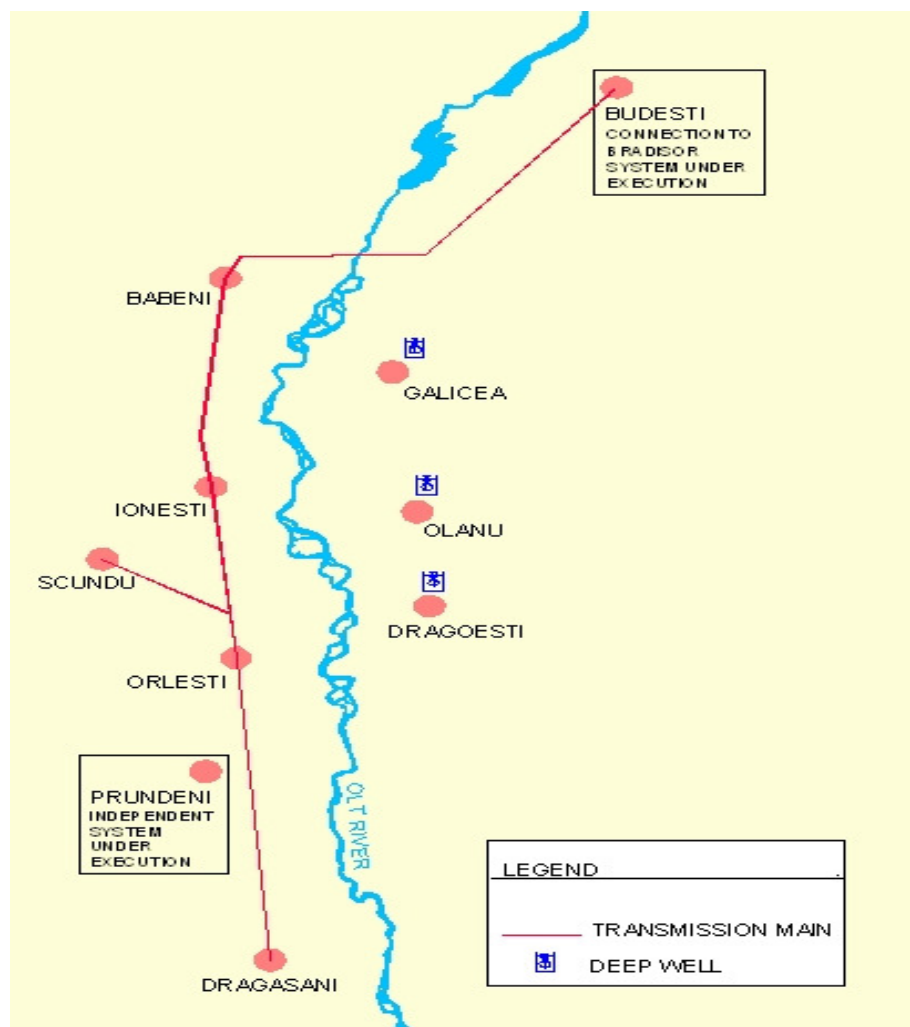 BUDESTI
CONNECTION TO
BRADISOR
SYSTEM UNDER
EXECUTION
BABENI
GALICEA
IONESTI
OLANU
SCUNDU
DRAGOESTI
ORLESTI
PRUNDENI
INDEPENDENT
SYSTEM
UNDER
EXECUTION
OLT RIVER
DRAGASANI
LEGEND
TRANSMISSION MAIN
DEEP WELL